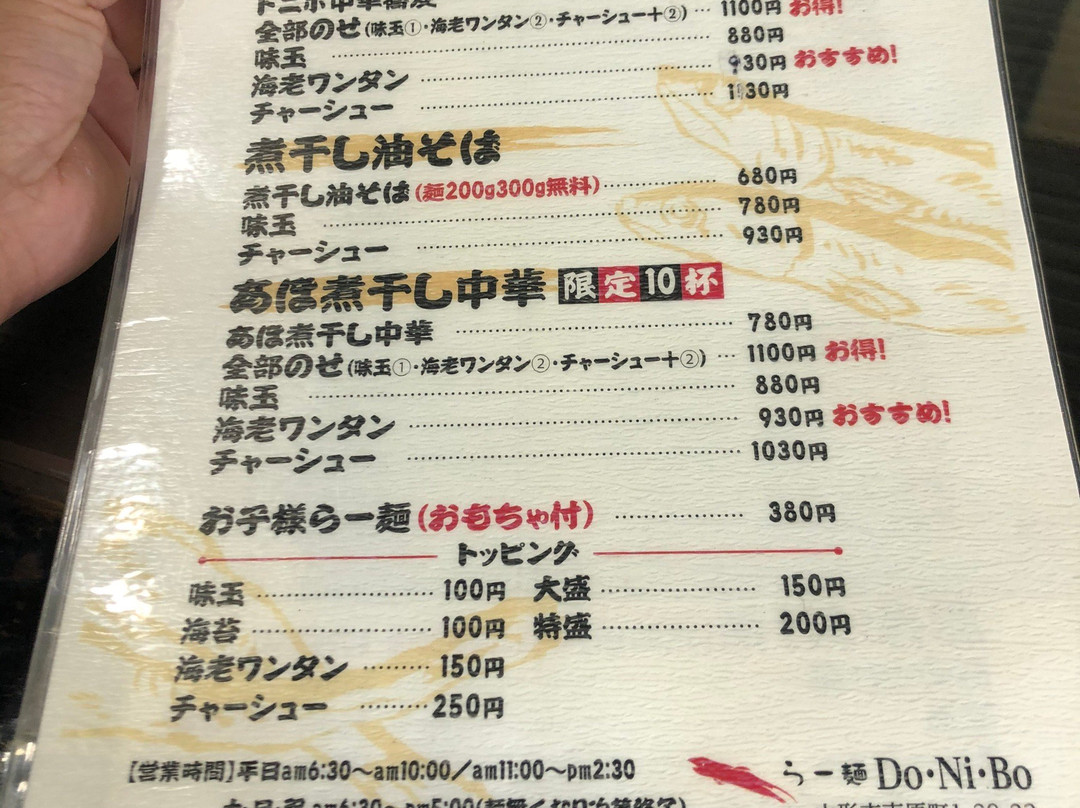 全部のせ(味玉①・海老ワンタン②・チャーシュー+②)… 1100円 お得!
味玉 …… 880円
海老ワンタン …… 930円 おすすめ!
チャーシュー …… 1030円
煮干し油そば
煮干し油そば(麺200g300g無料)…… 680円
味玉 …… 780円
チャーシュー …… 930円
あほ煮干し中華 限定10杯
あほ煮干し中華 …… 780円
全部のせ(味玉①・海老ワンタン②・チャーシュー+②) … 1100円 お得!
味玉 …… 880円
海老ワンタン …… 930円 おすすめ!
チャーシュー …… 1030円
お子様らー麺(おもちゃ付) …… 380円
トッピング
味玉 …… 100円 大盛 …… 150円
海苔 …… 100円 特盛 …… 200円
海老ワンタン …… 150円
チャーシュー …… 250円
【営業時間】平日am6:30〜am10:00/am11:00〜pm2:30
らー麺 Do・Ni・Bo
am6:30〜pm5:00